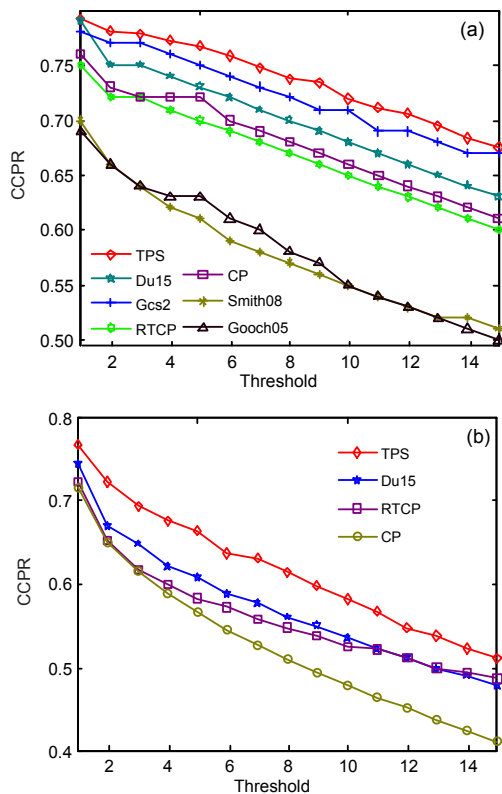 (a)
0.75
0.70
0.65
0.60
0.55
0.50
CCPR
TPS
Du15
Gcs2
RTCP
CP
Smith08
Gooch05
2 4 6 8 10 12 14
Threshold
(b)
0.8
0.7
0.6
0.5
0.4
CCPR
TPS
Du15
RTCP
CP
2 4 6 8 10 12 14
Threshold